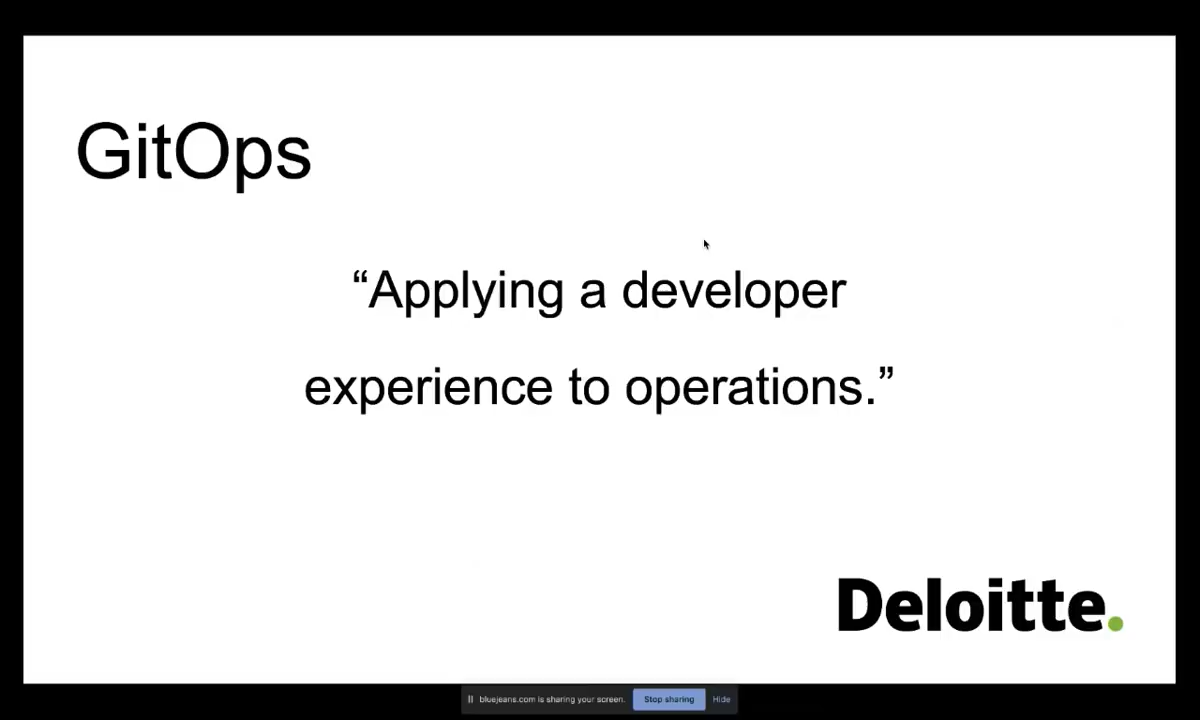 GitOps
“Applying a developer
experience to operations.”
Deloitte.
bluejeans.com is sharing your screen. Stop sharing Hide